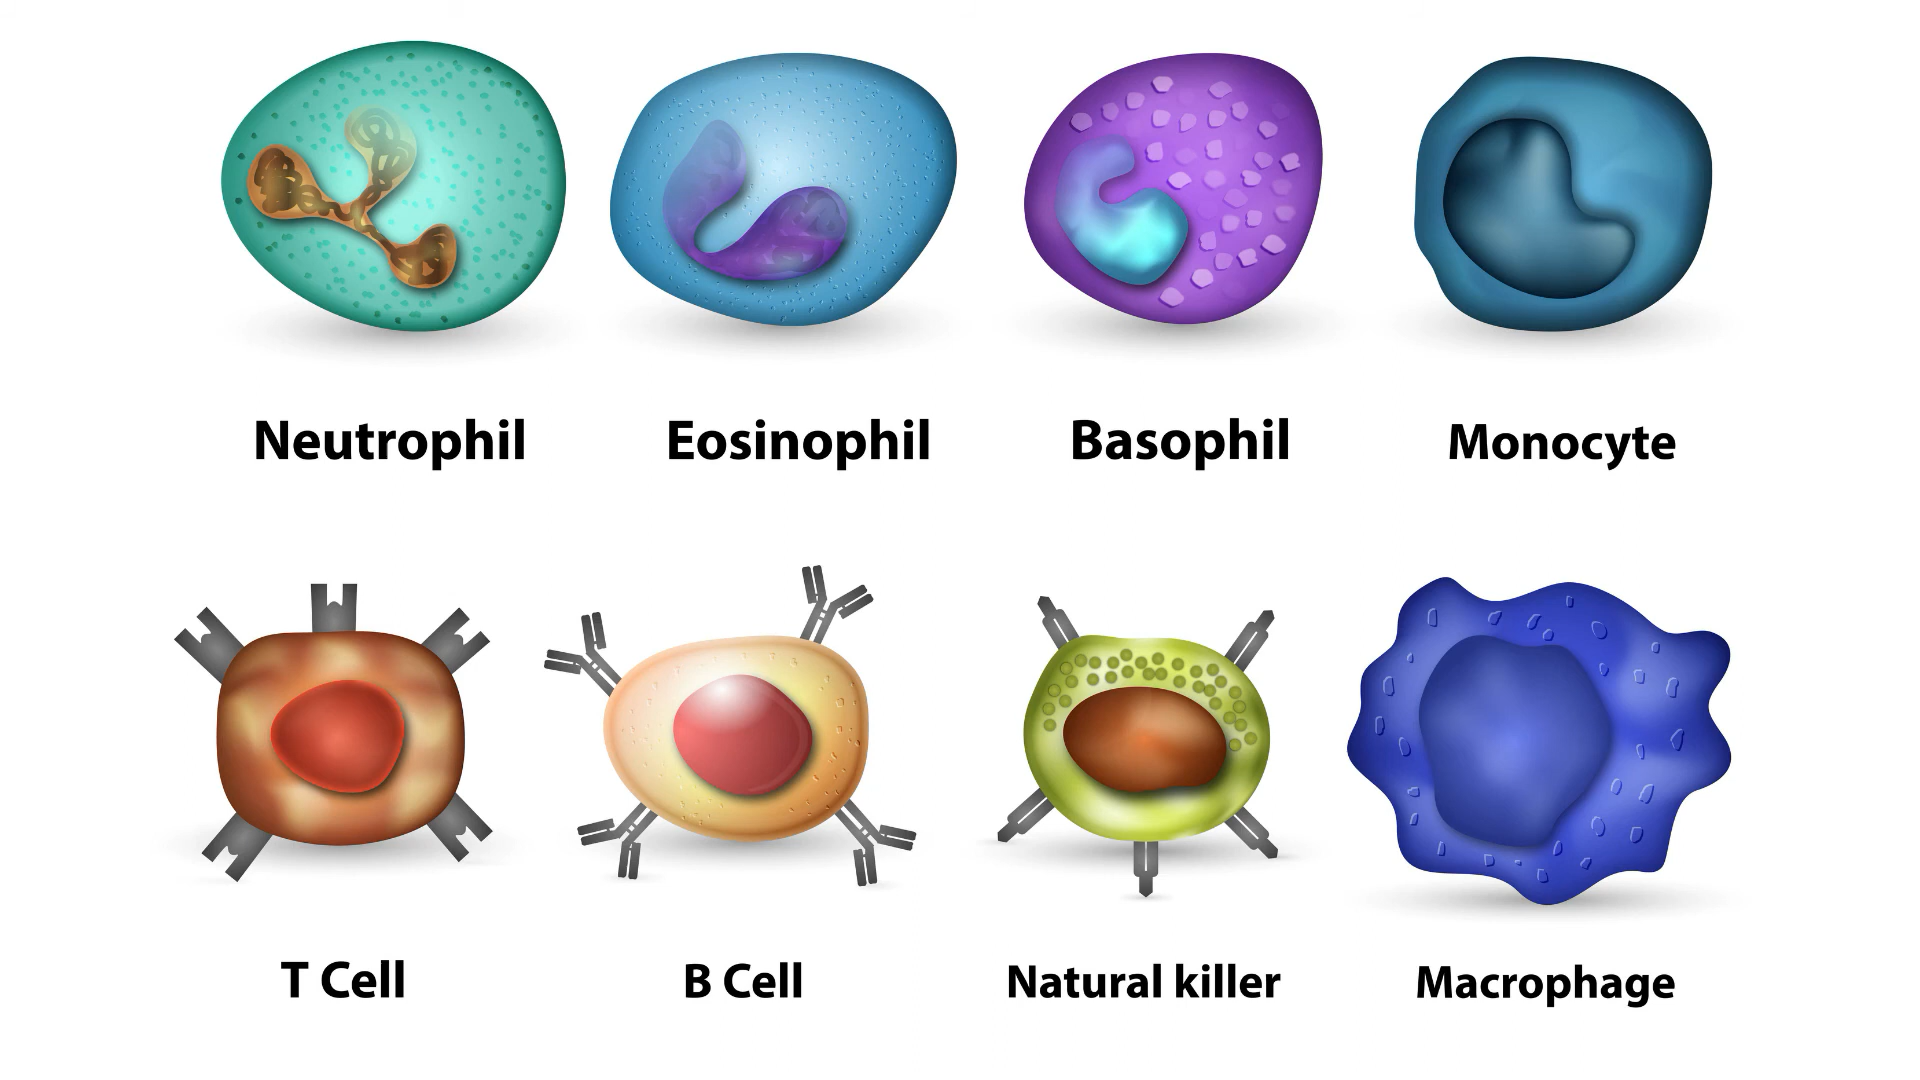 Neutrophil
Eosinophil
Basophil
Monocyte
T Cell
B Cell
Natural killer
Macrophage